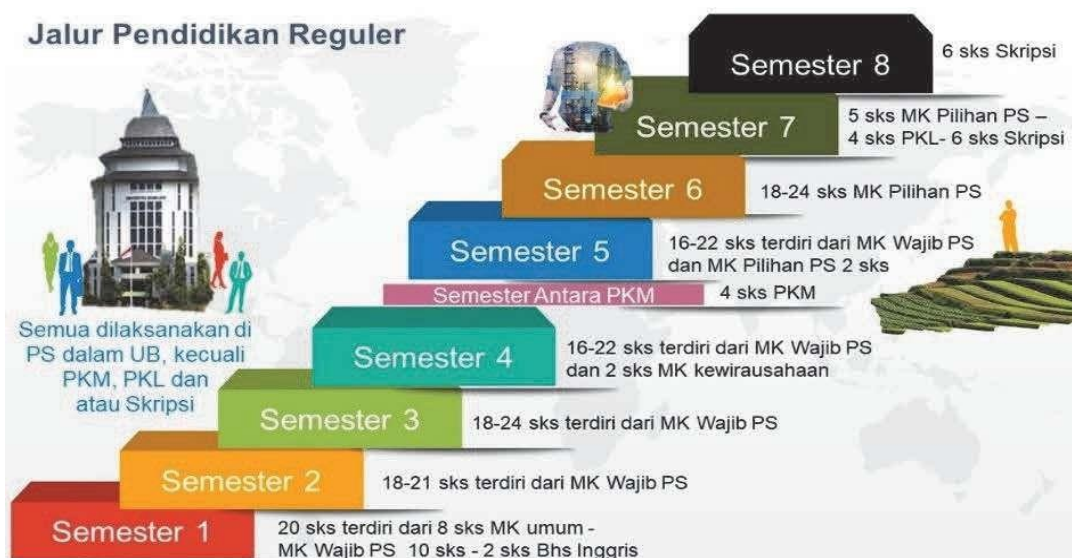 Jalur Pendidikan Reguler
Semester 8
6 sks Skripsi
Semester 7
5 sks MK Pilihan PS –
4 sks PKL- 6 sks Skripsi
Semester 6
18-24 sks MK Pilihan PS
Semester 5
16-22 sks terdiri dari MK Wajib PS
dan MK Pilihan PS 2 sks
Semester Antara PKM
4 sks PKM
Semua dilaksanakan di
PS dalam UB, kecuali
PKM, PKL dan
atau Skripsi
Semester 4
16-22 sks terdiri dari MK Wajib PS
dan 2 sks MK kewirausahaan
Semester 3
18-24 sks terdiri dari MK Wajib PS
Semester 2
18-21 sks terdiri dari MK Wajib PS
Semester 1
20 sks terdiri dari 8 sks MK umum -
MK Wajib PS 10 sks - 2 sks Bhs Inggris